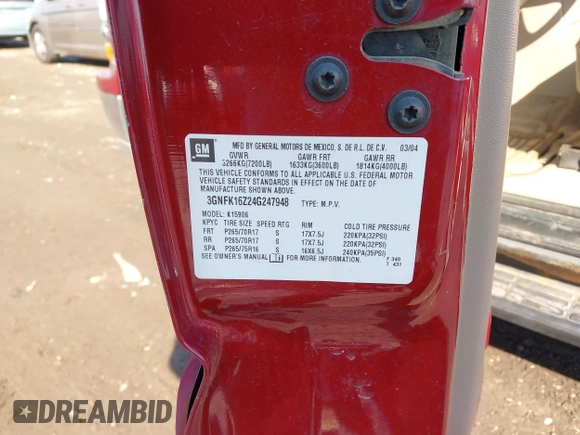 GM
MFD BY GENERAL MOTORS DE MEXICO, S. DE R.L. DE C.V. 03/04
GVWR GAWR FRT GAWR RR
3266KG(7200LB) 1633KG(3600LB) 1814KG(4000LB)
THIS VEHICLE CONFORMS TO ALL APPLICABLE U.S. FEDERAL MOTOR
VEHICLE SAFETY STANDARDS IN EFFECT ON THE DATE OF
MANUFACTURE SHOWN ABOVE.
3GNFK16Z24G247948 TYPE: M.P.V.
MODEL: K15906
KPYC TIRE SIZE SPEED RTG RIM COLD TIRE PRESSURE
FRT P265/70R17 S 17X7.5J 220KPA(32PSI)
RR P265/70R17 S 17X7.5J 220KPA(32PSI)
SPA P265/75R16 S 16X6.5J 240KPA(35PSI)
SEE OWNER'S MANUAL FOR MORE INFORMATION.
340
431
DREAMBID